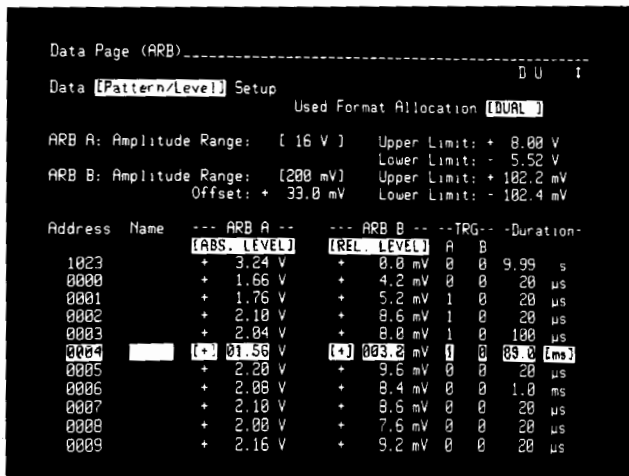 Data Page (ARB)
D U ↕
Data [Pattern/Level] Setup
Used Format Allocation [DUAL ]
ARB A: Amplitude Range: [ 16 V ] Upper Limit: + 8.00 V
Lower Limit: - 5.52 V
ARB B: Amplitude Range: [200 mV] Upper Limit: + 102.2 mV
Offset: + 33.0 mV Lower Limit: - 102.4 mV
Address Name --- ARB A -- --- ARB B -- --TRG-- -Duration-
[ABS. LEVEL] [REL. LEVEL] A B
1023 + 3.24 V + 0.0 mV 0 0 9.99 s
0000 + 1.66 V + 4.2 mV 0 0 20 µs
0001 + 1.76 V + 5.2 mV 1 0 20 µs
0002 + 2.10 V + 8.6 mV 1 0 20 µs
0003 + 2.04 V + 8.0 mV 1 0 100 µs
0004 [+] 01.56 V [+] 003.2 mV 1 0 89.0 [ms]
0005 + 2.20 V + 9.6 mV 0 0 20 µs
0006 + 2.08 V + 8.4 mV 0 0 1.0 ms
0007 + 2.10 V + 8.6 mV 0 0 20 µs
0008 + 2.00 V + 7.6 mV 0 0 20 µs
0009 + 2.16 V + 9.2 mV 0 0 20 µs